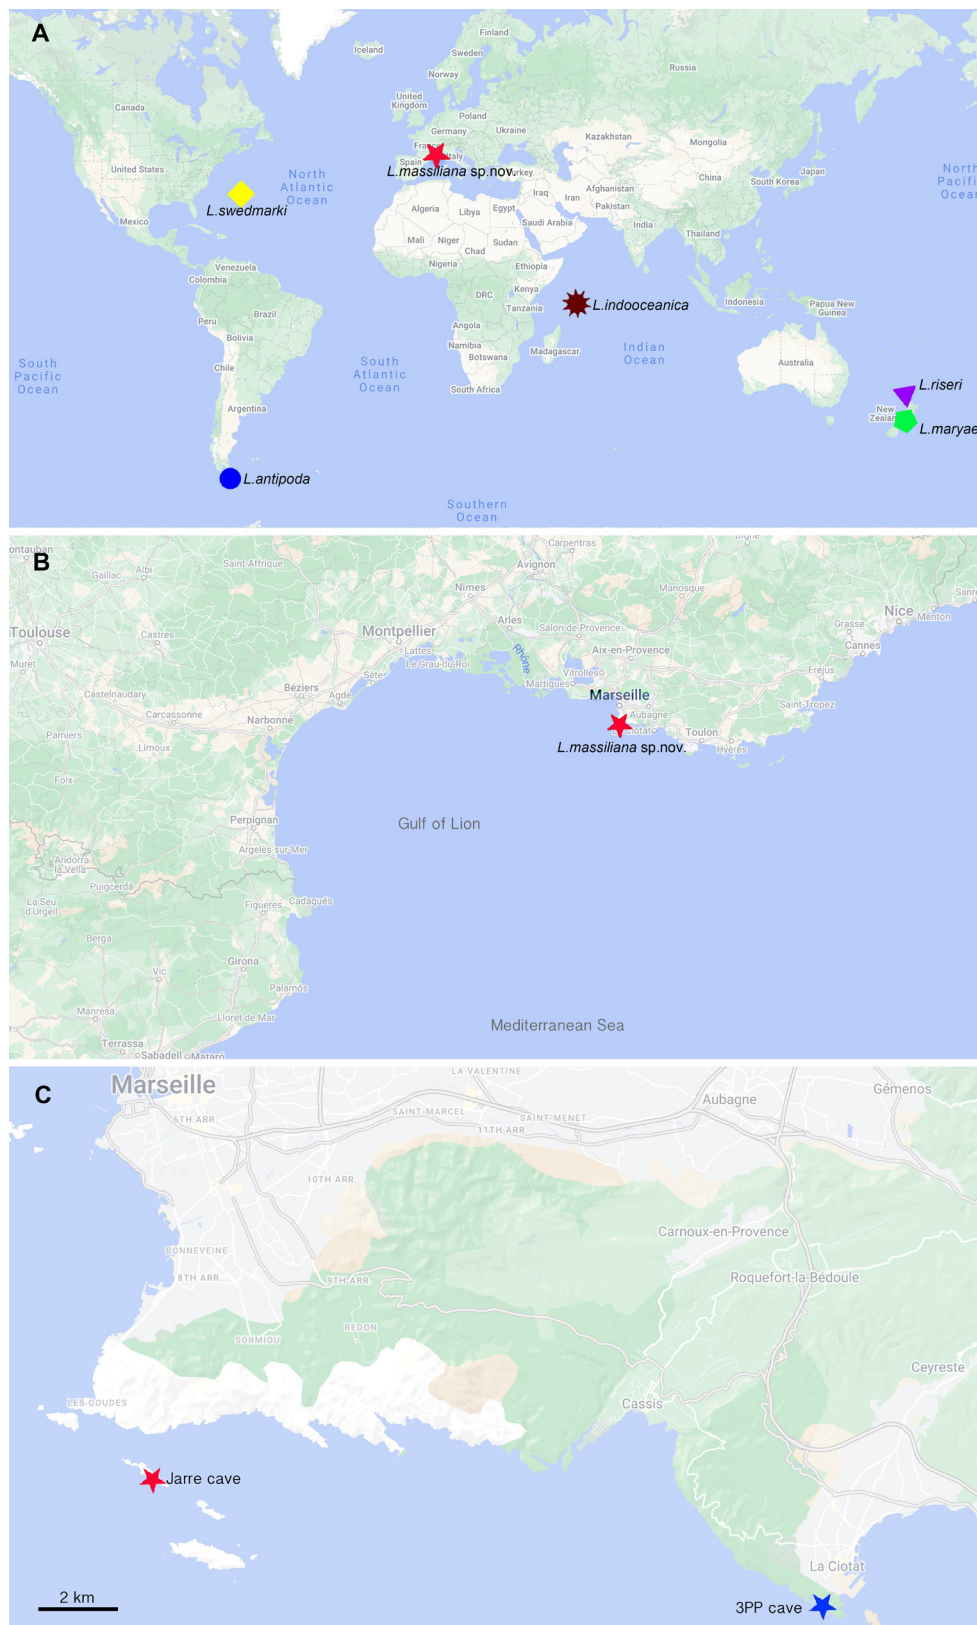 A
Iceland
Finland
Sweden
Norway
Russia
Canada
United
Kingdom
Poland
Germany
Ukraine
Kazakhstan
Mongolia
Spain
L.massiliana sp.nov.
United States
North
Atlantic
Ocean
South Korea
Japan
China
North
L.swedmarki
Mexico
Algeria
Libya
Egypt
Iraq
Iran
Afghanistan
Pakistan
Saudi Arabia
India
Thailand
Mali
Niger
Chad
Sudan
Nigeria
Ethiopia
Venezuela
Colombia
DRC
Kenya
Tanzania
L.indooceanica
Indonesia
Papua New
Guinea
Peru
Brazil
Bolivia
Angola
Namibia
Botswana
Madagascar
Indian
Ocean
South
Pacific
Ocean
Chile
South
Atlantic
Ocean
South Africa
Australia
L.riseri
Argentina
New
L.maryae
L.antipoda
Southern
Ocean
B
Albi
Gaillac
Saint-Affrique
Carpentras
Avignon
Nîmes
Manosque
Nice
Menton
Toulouse
Castres
Montpellier
Arles
Salon-de-Provence
Grasse
Cannes
Muret
Lattes
Le Grau-du-Roi
Rhône
Aix-en-Provence
Vitrolles
Martigues
Sète
Fréjus
Castelnaudary
Béziers
Agde
Marseille
Saint-Tropez
Carcassonne
Narbonne
Aubagne
Pamiers
Limoux
Toulon
Hyères
L.massiliana sp.nov.
Foix
Perpignan
Gulf of Lion
Argelès-sur-Mer
Andorra
la Vella
Puigcerdà
La Seu
d'Urgell
Figueres
Cadaqués
Berga
Girona
Vic
Palamós
Manresa
Lloret de Mar
Mediterranean Sea
Terrassa
Sabadell
Mataró
C
Marseille
LA VALENTINE
Gémenos
Aubagne
6TH ARR.
SAINT-MARCEL
SAINT-MENET
11TH ARR.
10TH ARR.
Carnoux-en-Provence
BONNEVEINE
8TH ARR.
9TH ARR.
Roquefort-la-Bédoule
SORMIOU
REDON
Ceyreste
LES GOUDES
Cassis
Jarre cave
La Ciotat
2 km
3PP cave